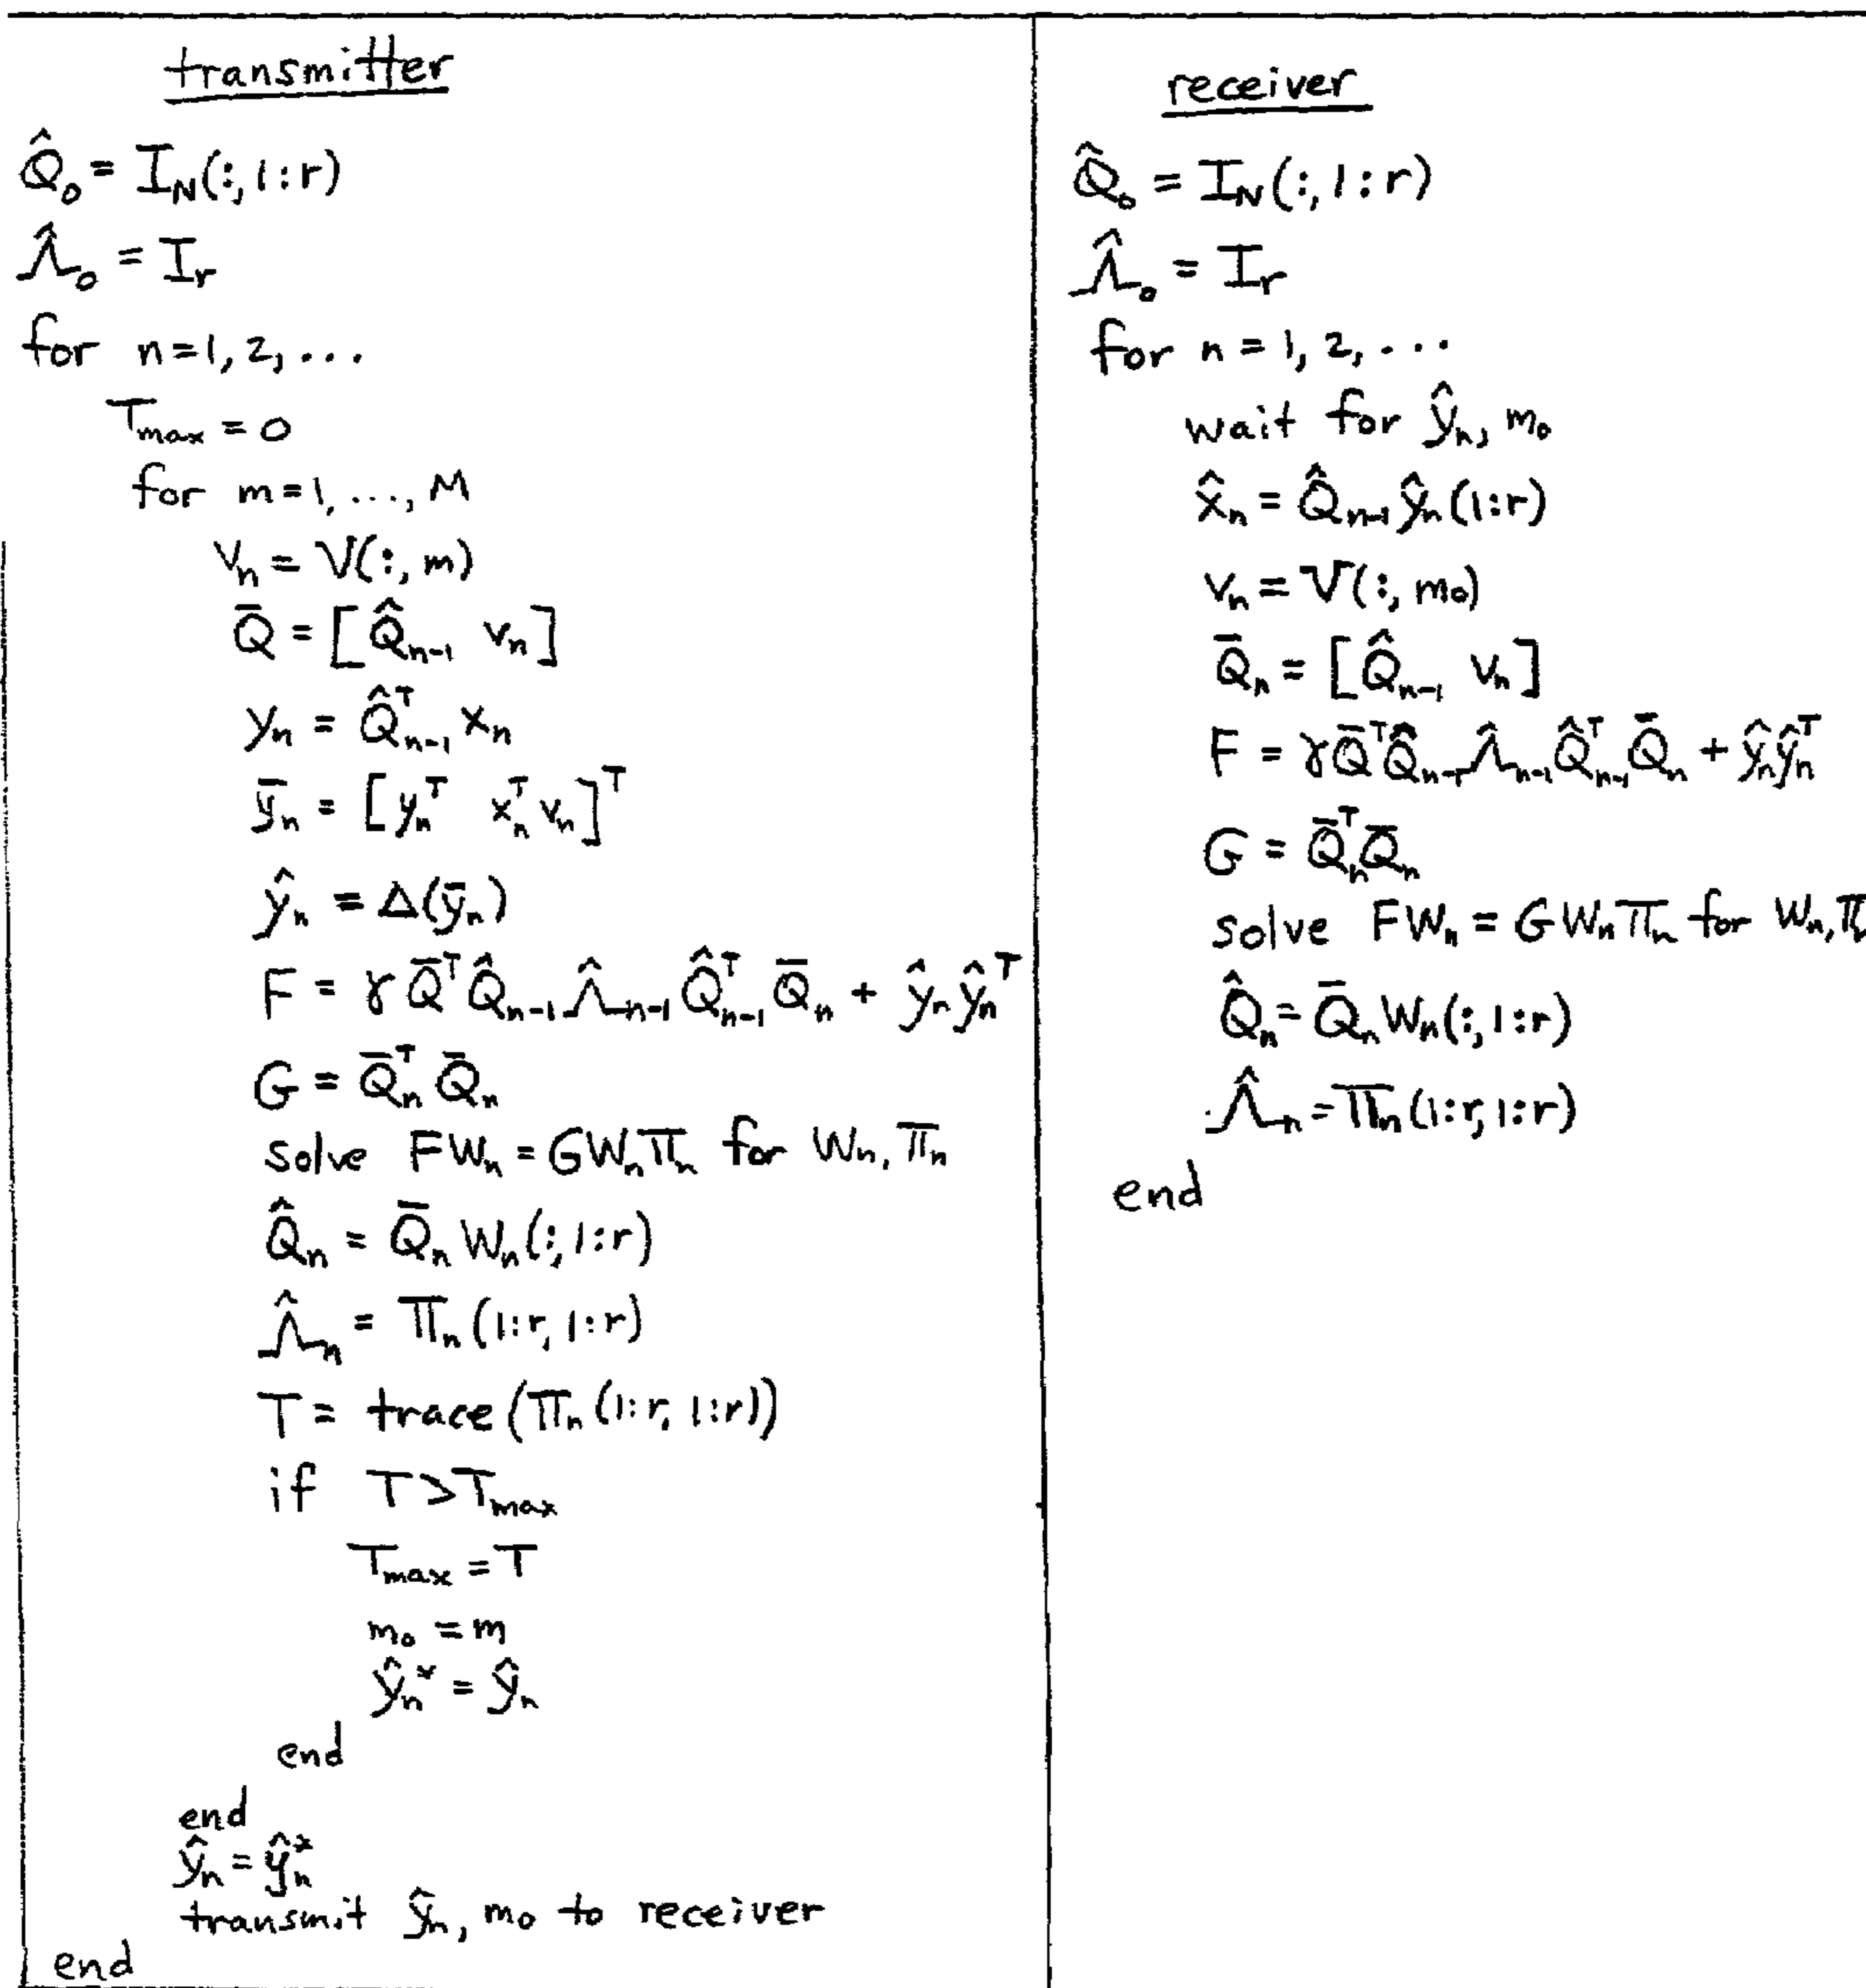 transmitter
Q̂₀ = I_N(:, 1:r)
Λ̂₀ = I_r
for n=1, 2, ...
T_max = 0
for m=1, ..., M
v_n = V(:, m)
Q̄ = [Q̂_{n-1} v_n]
y_n = Q̂ᵀ_{n-1} x_n
ȳ_n = [y_nᵀ x_nᵀ v_n]ᵀ
ŷ_n = Δ(ȳ_n)
F = γ Q̄ᵀ Q̂_{n-1} Λ̂_{n-1} Q̂ᵀ_{n-1} Q̄_n + ŷ_n ŷ_nᵀ
G = Q̄ᵀ_n Q̄_n
solve FW_n = GW_n Π_n for W_n, Π_n
Q̂_n = Q̄_n W_n(:, 1:r)
Λ̂_n = Π_n(1:r, 1:r)
T = trace(Π_n(1:r, 1:r))
if T > T_max
T_max = T
m₀ = m
ŷ_n* = ŷ_n
end
end
ŷ_n = ŷ_n*
transmit ŷ_n, m₀ to receiver
end
receiver
Q̂₀ = I_N(:, 1:r)
Λ̂₀ = I_r
for n = 1, 2, ...
wait for ŷ_n, m₀
x̂_n = Q̂_{n-1} ŷ_n(1:r)
v_n = V(:, m₀)
Q̄_n = [Q̂_{n-1} v_n]
F = γ Q̄ᵀ Q̂_{n-1} Λ̂_{n-1} Q̂ᵀ_{n-1} Q̄_n + ŷ_n ŷ_nᵀ
G = Q̄ᵀ_n Q̄_n
solve FW_n = GW_n Π_n for W_n, Π_n
Q̂_n = Q̄_n W_n(:, 1:r)
Λ̂_n = Π_n(1:r, 1:r)
end